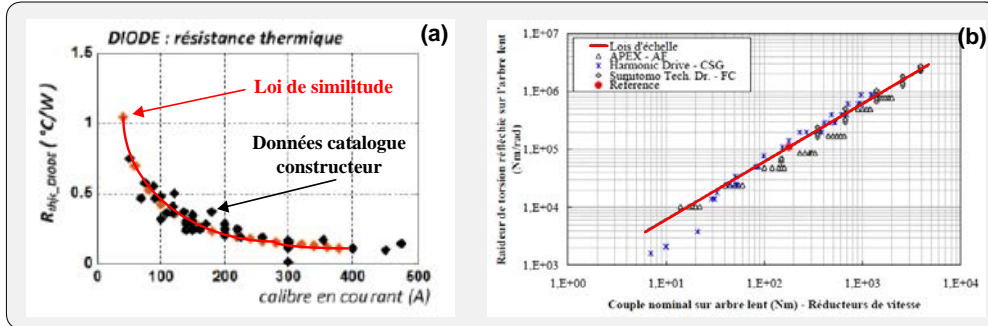 DIODE : résistance thermique
(a)
R_thjc_DIODE ( °C/W )
1.5
1
0.5
0
0
100
200
300
400
500
calibre en courant (A)
Loi de similitude
Données catalogue
constructeur
(b)
Raideur de torsion réfléchie sur l'arbre lent
(Nm/rad)
1.E+07
1.E+06
1.E+05
1.E+04
1.E+03
1.E+00
1.E+01
1.E+02
1.E+03
1.E+04
Lois d'échelle
APEX - AE
Harmonic Drive - CSG
Sumitomo Tech. Dr. - FC
Reference
Couple nominal sur arbre lent (Nm) - Réducteurs de vitesse